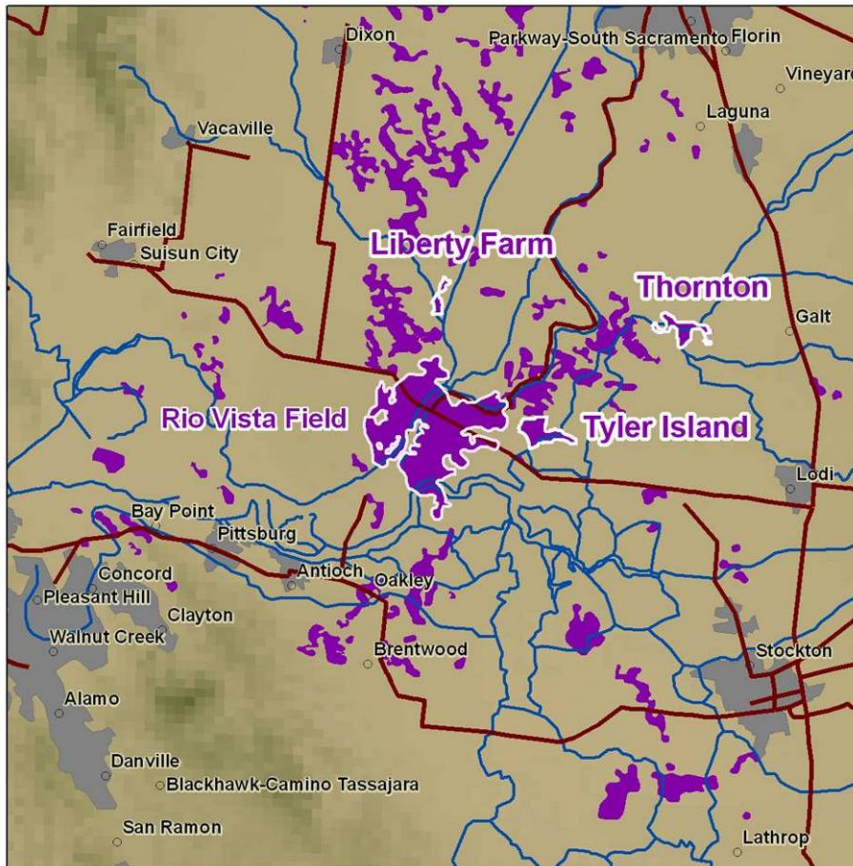 Dixon
Parkway-South Sacramento
Florin
Vineyard
Laguna
Vacaville
Fairfield
Suisun City
Liberty Farm
Thornton
Galt
Rio Vista Field
Tyler Island
Lodi
Bay Point
Pittsburg
Antioch
Oakley
Concord
Pleasant Hill
Clayton
Walnut Creek
Brentwood
Stockton
Alamo
Danville
Blackhawk-Camino Tassajara
San Ramon
Lathrop